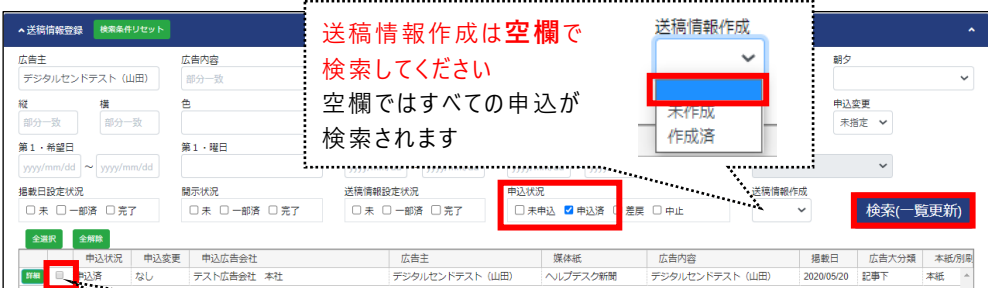 送稿情報登録 検索条件リセット
送稿情報作成は空欄で
検索してください
空欄ではすべての申込が
検索されます
送稿情報作成
未作成
作成済
広告主 広告内容 朝夕
デジタルセンドテスト（山田） 部分一致
縦 横 色 申込変更
部分一致 部分一致 未指定
第１・希望日 第１・曜日
yyyy/mm/dd ~ yyyy/mm/dd
掲載日設定状況 開示状況 送稿情報設定状況 申込状況 送稿情報作成
未 一部済 完了 未 一部済 完了 未 一部済 完了 未申込 申込済 差戻 中止 検索(一覧更新)
全選択 全解除
申込状況 申込変更 申込広告会社 広告主 媒体紙 広告内容 掲載日 広告大分類 本紙/別刷
詳細 申込済 なし テスト広告会社 本社 デジタルセンドテスト（山田） ヘルプデスク新聞 デジタルセンドテスト（山田） 2020/05/20 記事下 本紙